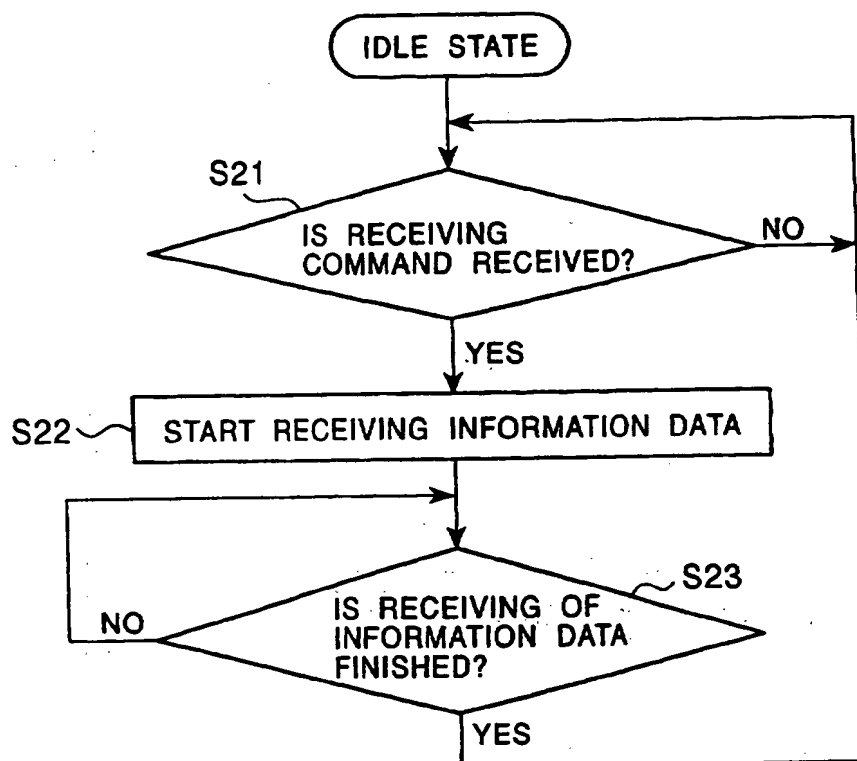 IDLE STATE
S21
IS RECEIVING
COMMAND RECEIVED?
NO
YES
S22
START RECEIVING INFORMATION DATA
S23
IS RECEIVING OF
INFORMATION DATA
FINISHED?
NO
YES